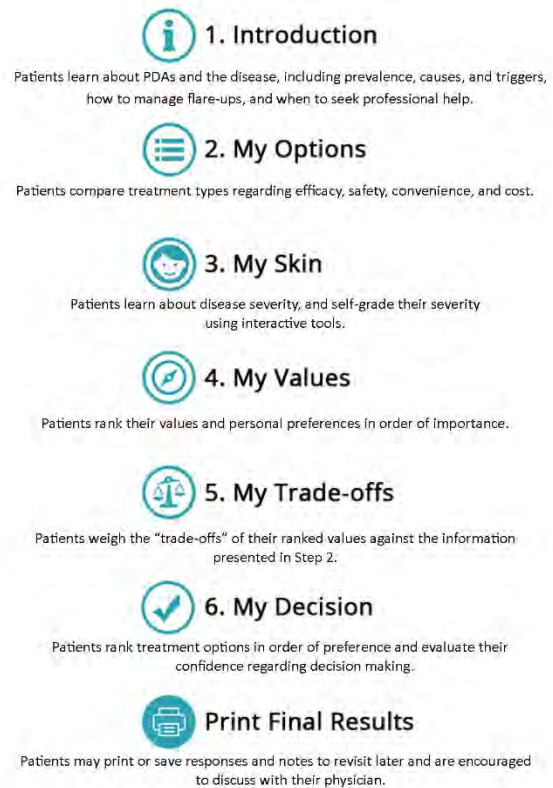 1. Introduction
Patients learn about PDAs and the disease, including prevalence, causes, and triggers,
how to manage flare-ups, and when to seek professional help.
2. My Options
Patients compare treatment types regarding efficacy, safety, convenience, and cost.
3. My Skin
Patients learn about disease severity, and self-grade their severity
using interactive tools.
4. My Values
Patients rank their values and personal preferences in order of importance.
5. My Trade-offs
Patients weigh the “trade-offs” of their ranked values against the information
presented in Step 2.
6. My Decision
Patients rank treatment options in order of preference and evaluate their
confidence regarding decision making.
Print Final Results
Patients may print or save responses and notes to revisit later and are encouraged
to discuss with their physician.